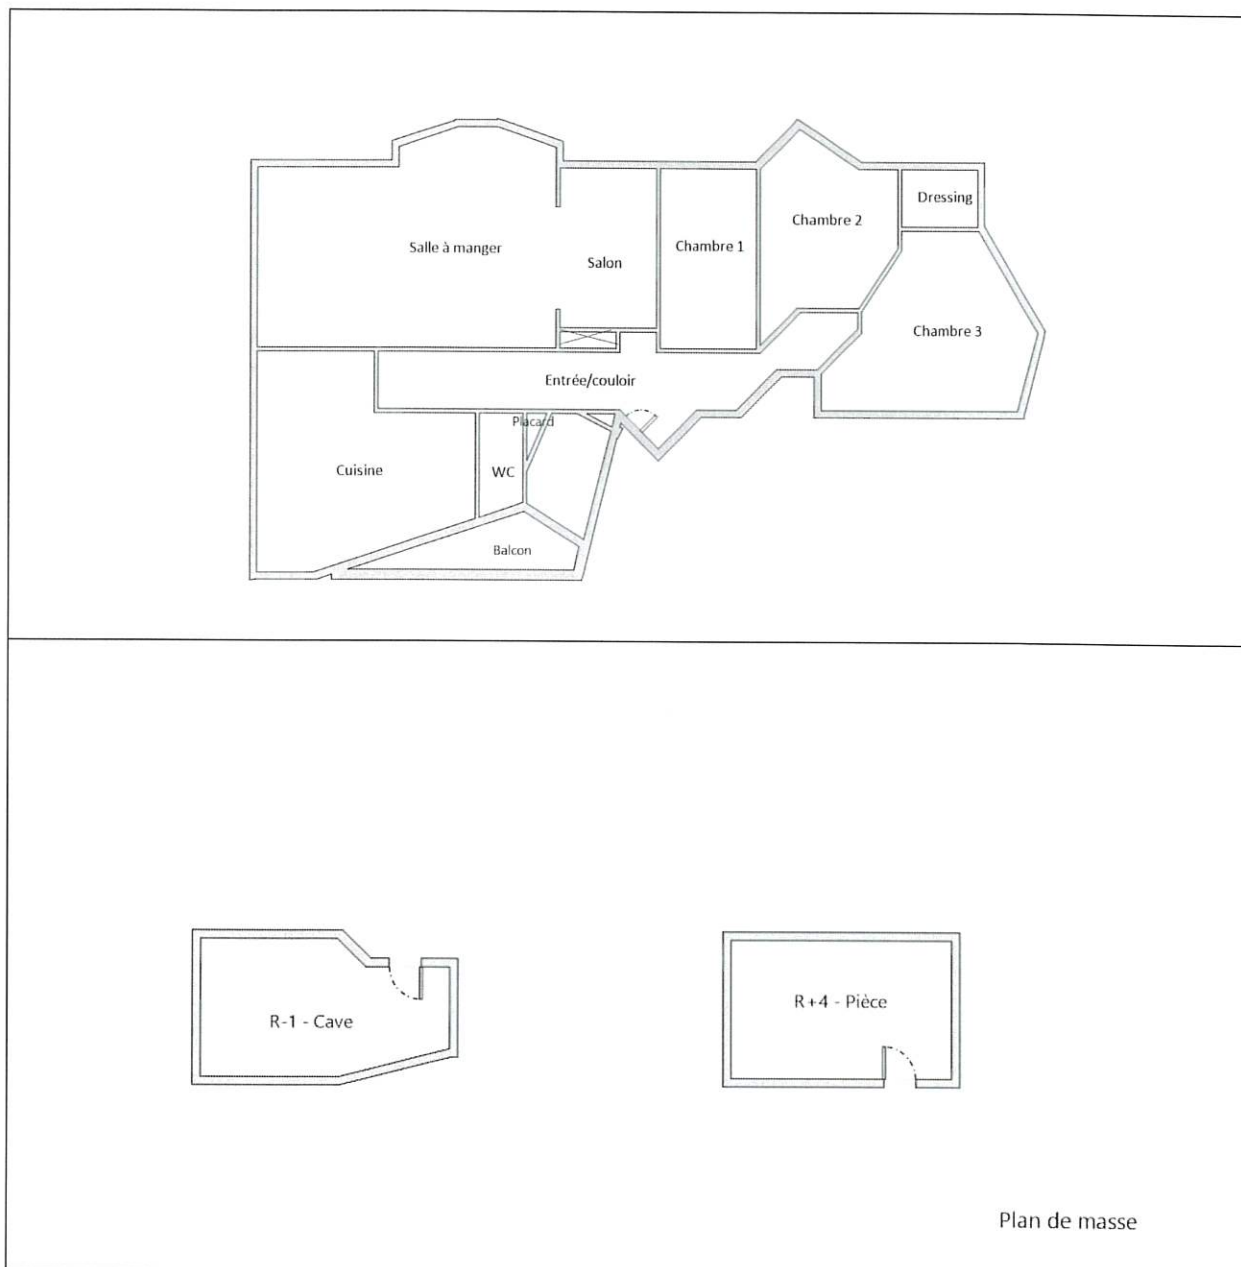 Dressing
Chambre 2
Salle à manger
Chambre 1
Salon
Chambre 3
Entrée/couloir
Placard
Cuisine
WC
Balcon
R-1 - Cave
R+4 - Pièce
Plan de masse